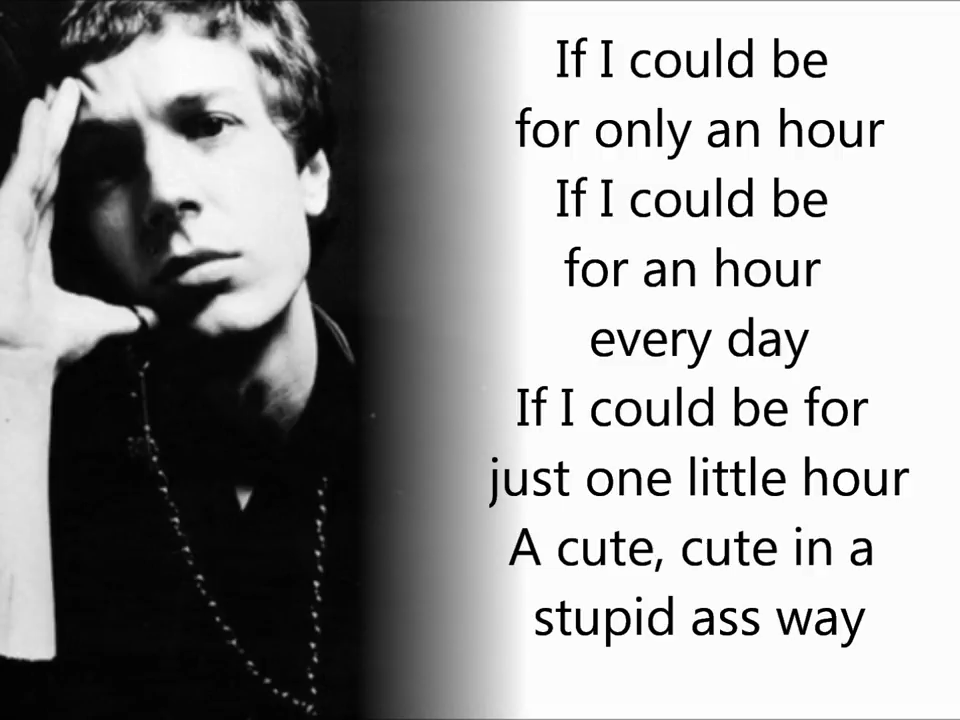 If I could be
for only an hour
If I could be
for an hour
every day
If I could be for
just one little hour
A cute, cute in a
stupid ass way